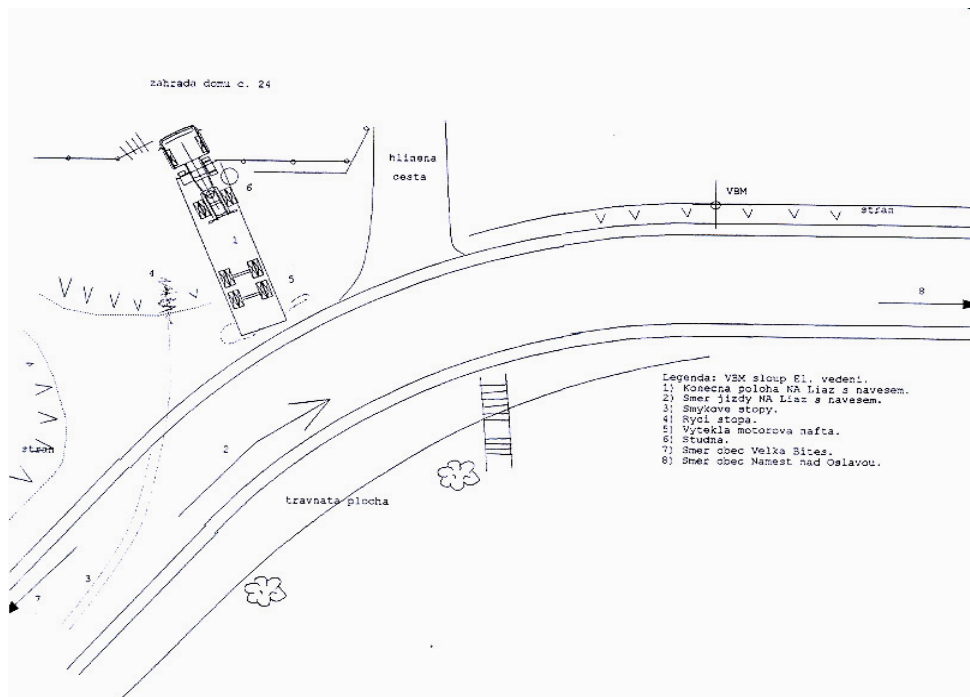 zahrada domu c. 24
hlinena
cesta
VBM
stran
6
1
4
5
8
Legenda: VBM sloup El. vedeni.
1) Konecna poloha NA Liaz s navesem.
2) Smer jizdy NA Liaz s navesem.
3) Smykove stopy.
4) Ryci stopa.
5) Vytekla motorova nafta.
6) Studna.
7) Smer obec Velka Bites.
8) Smer obec Namest nad Oslavou.
stran
2
travnata plocha
3
7